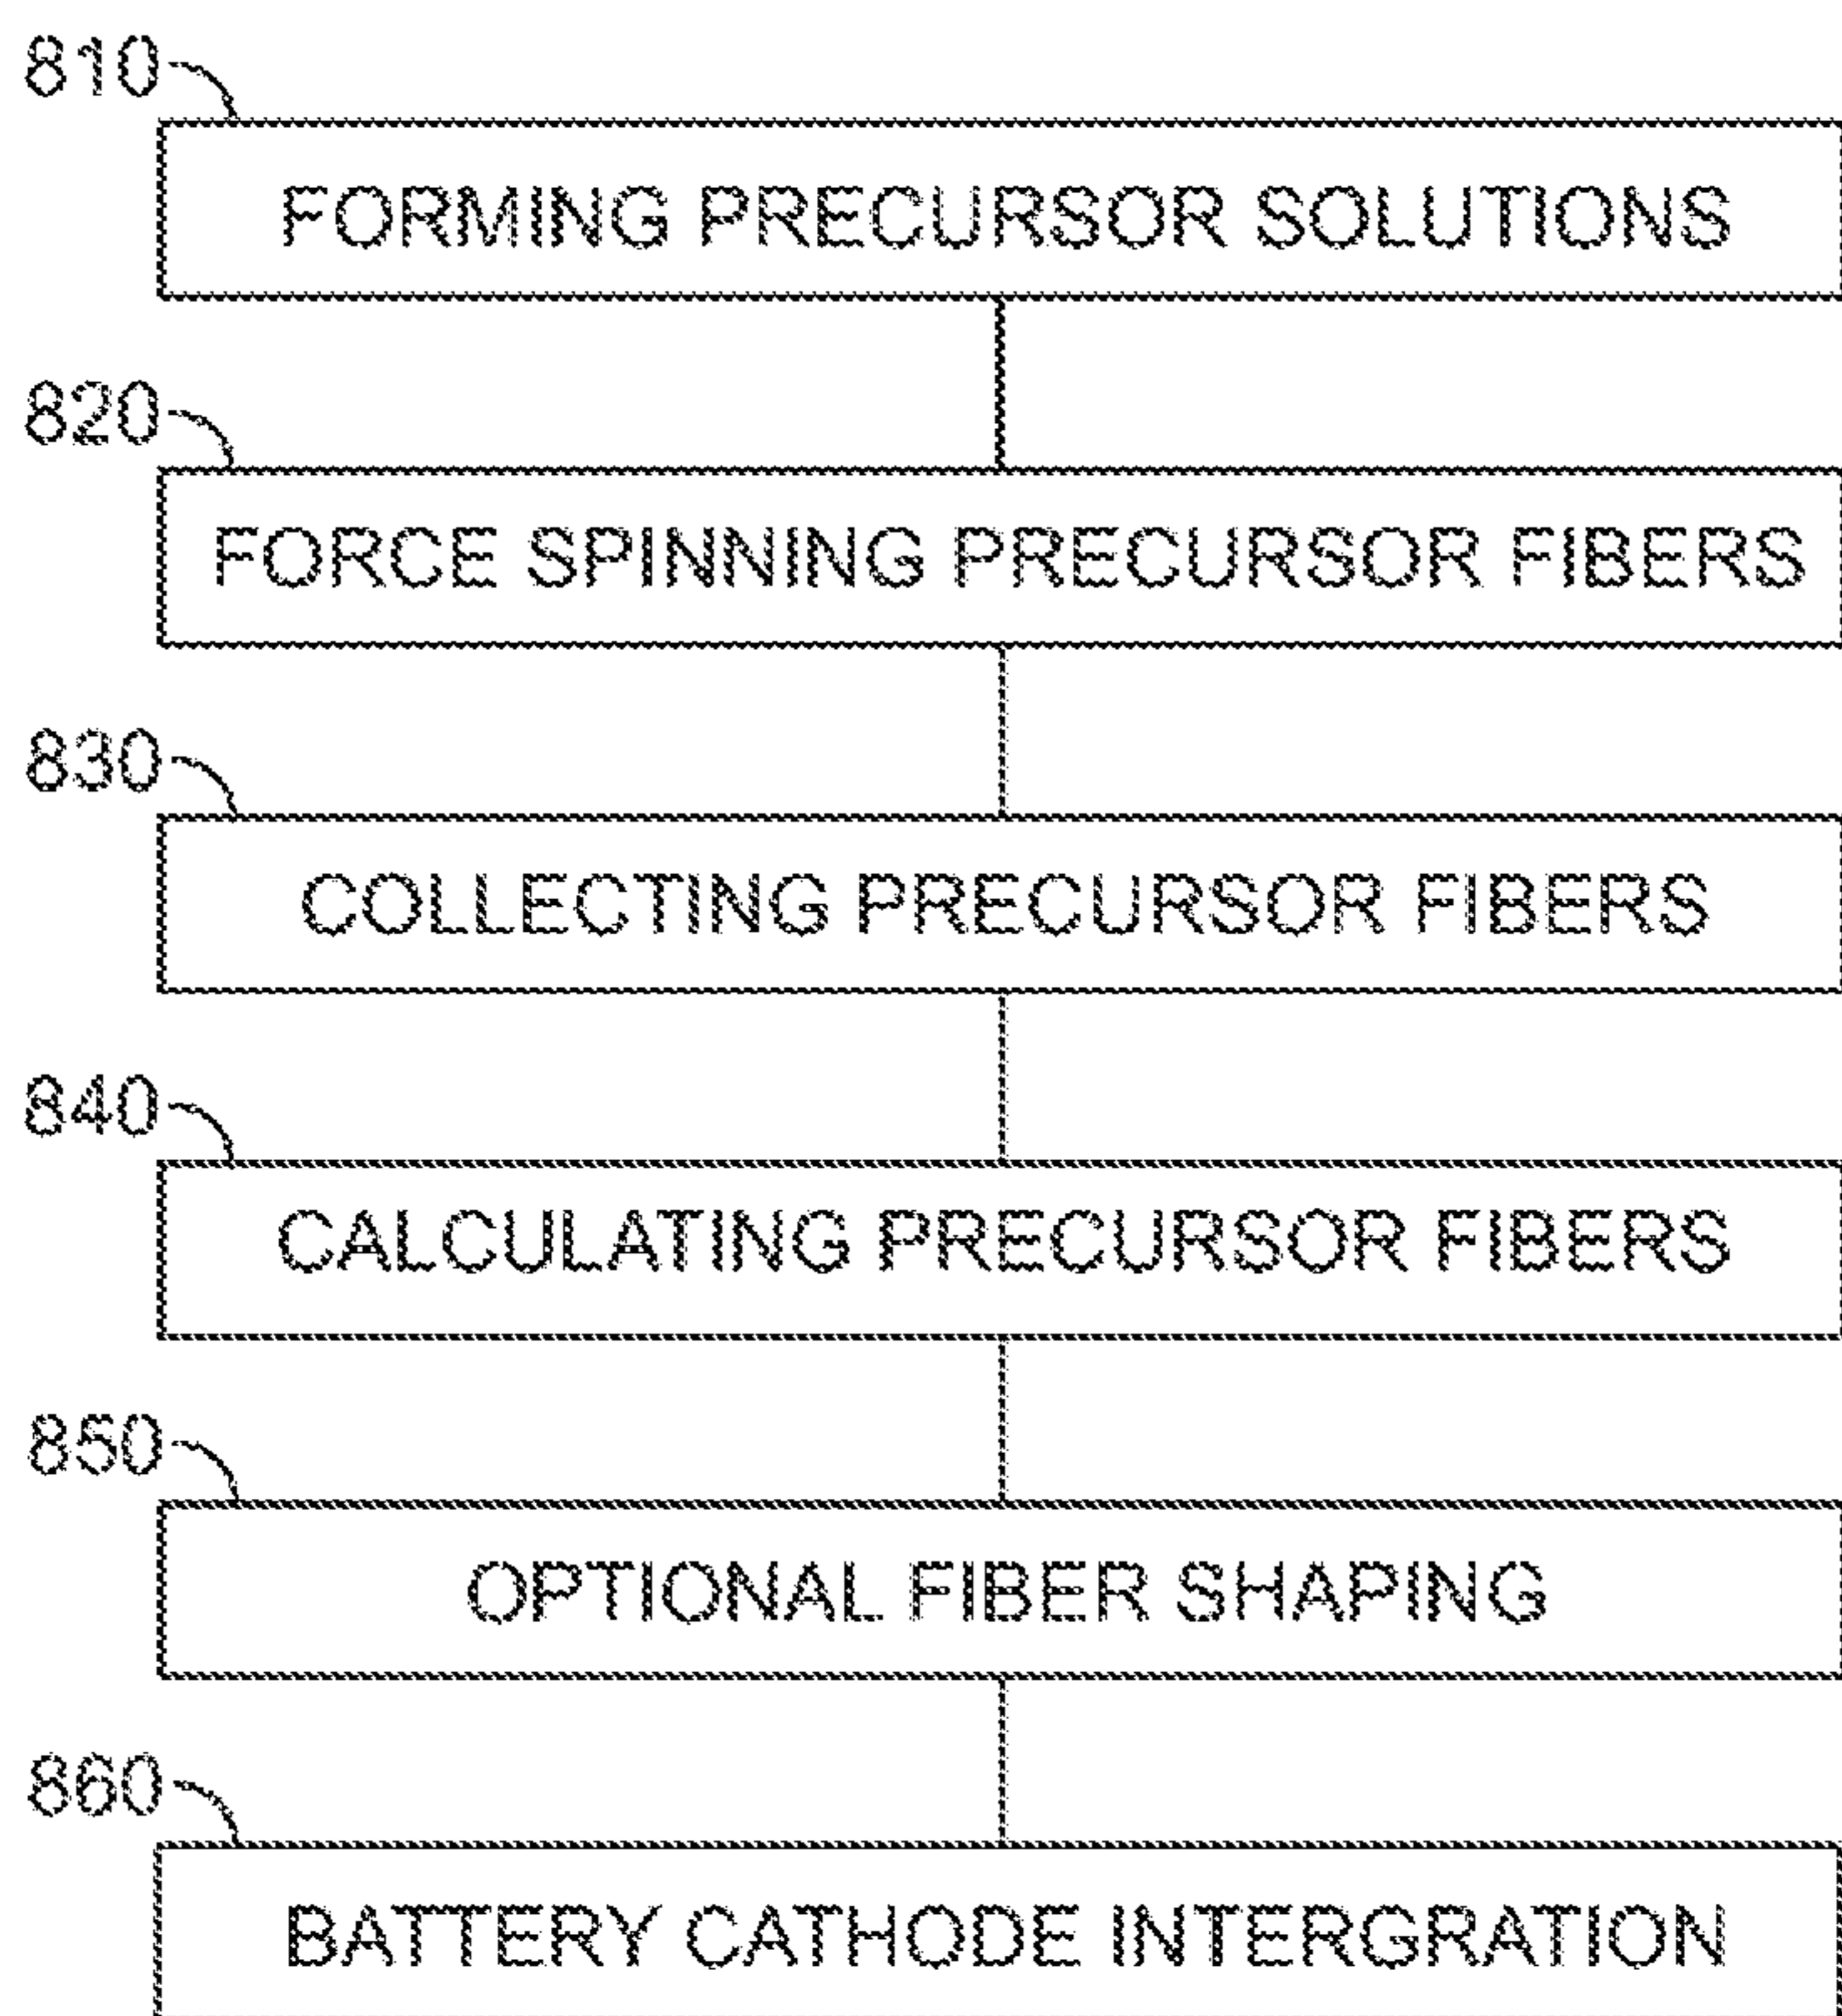 810
FORMING PRECURSOR SOLUTIONS
820
FORCE SPINNING PRECURSOR FIBERS
830
COLLECTING PRECURSOR FIBERS
840
CALCULATING PRECURSOR FIBERS
850
OPTIONAL FIBER SHAPING
860
BATTERY CATHODE INTERGRATION